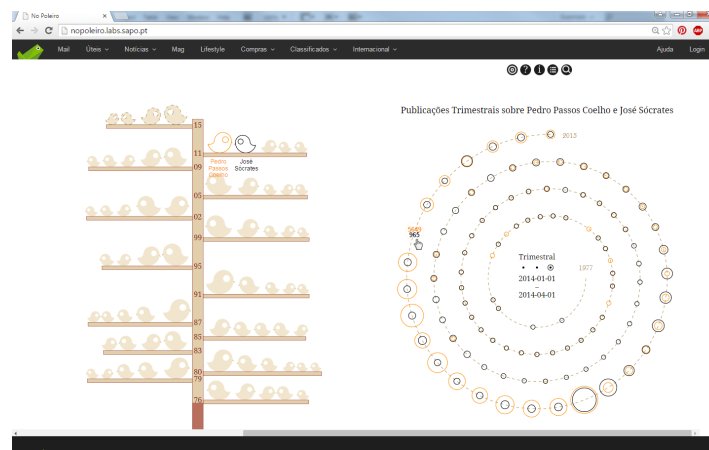 No Poleiro
nopoleiro.labs.sapo.pt
ABP
Mail Úteis Notícias Mag Lifestyle Compras Classificados Internacional Ajuda Login
Publicações Trimestrais sobre Pedro Passos Coelho e José Sócrates
15
11
Pedro
Passos
Coelho
José
Sócrates
09
05
02
99
95
91
87
85
83
80
79
76
2015
965
Trimestral
1977
2014-01-01
–
2014-04-01